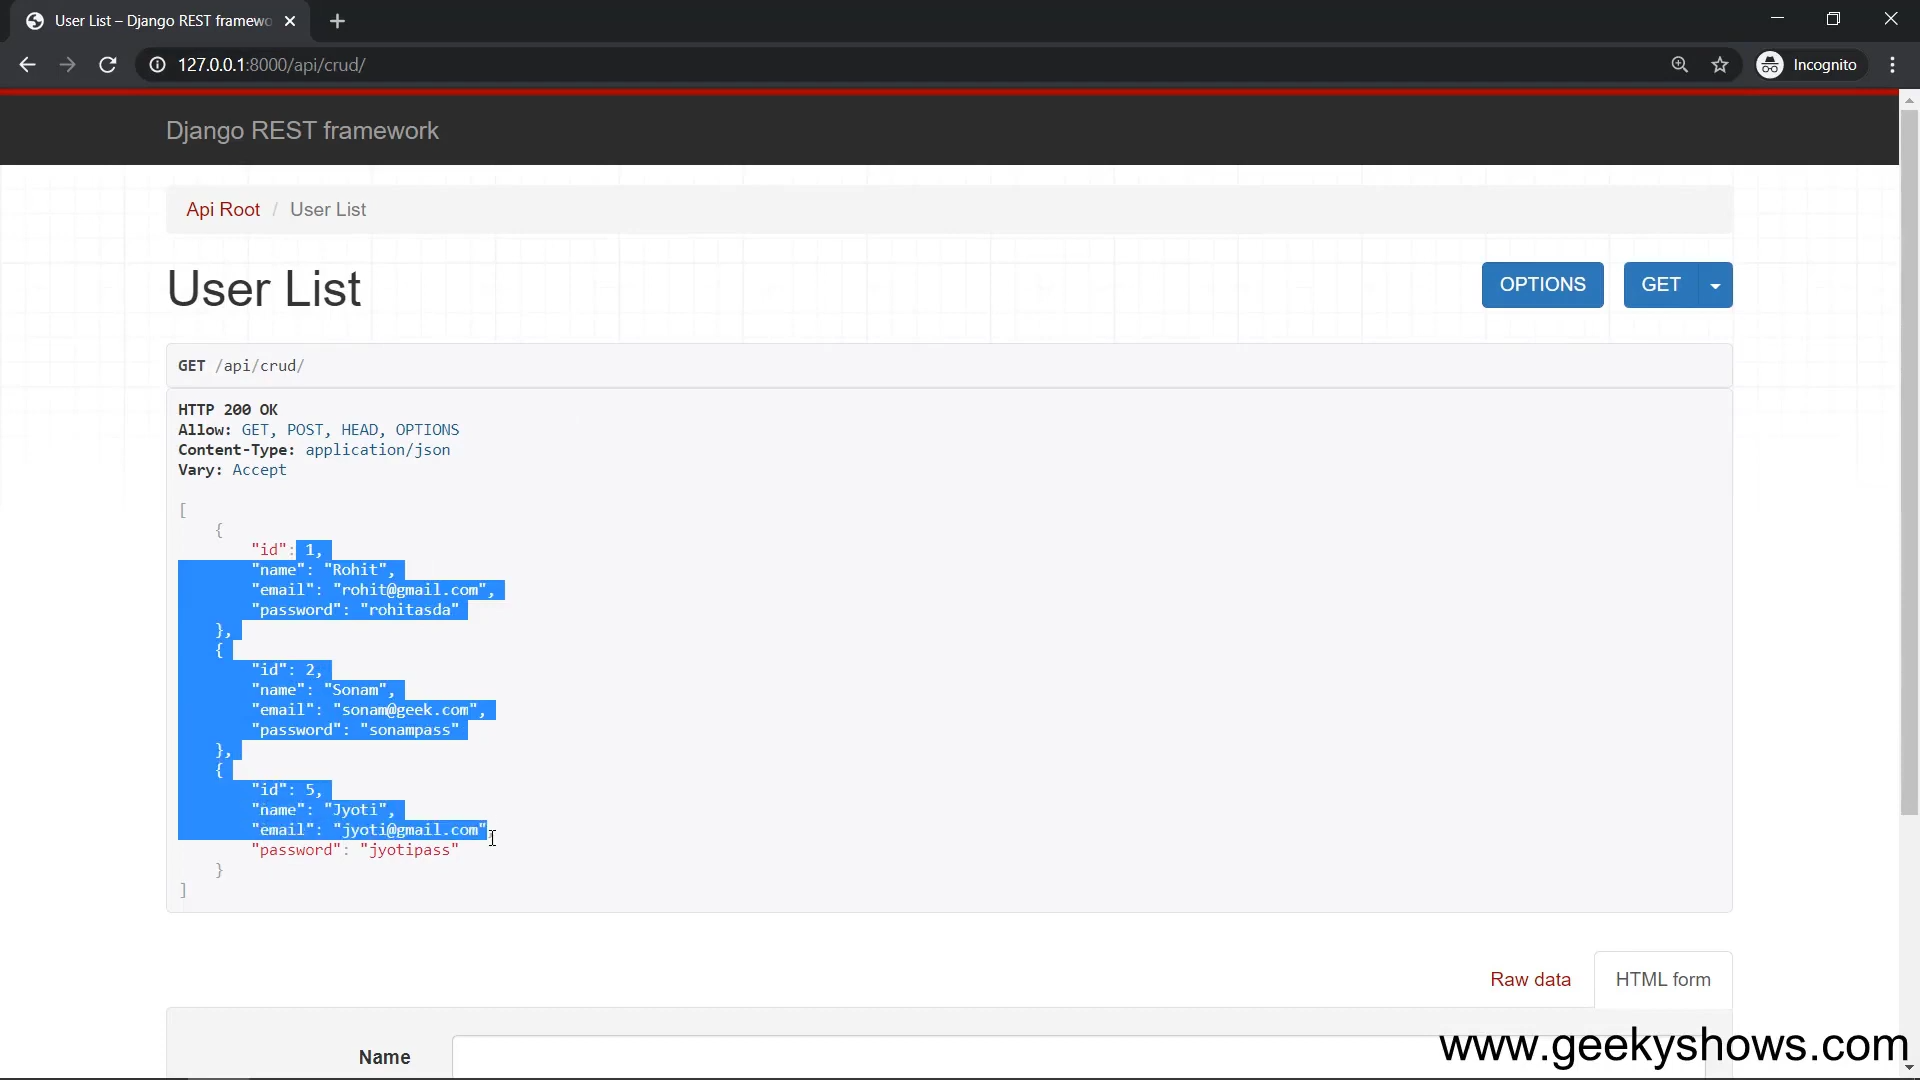 User List – Django REST framewo
127.0.0.1:8000/api/crud/
Incognito
Django REST framework
Api Root / User List
User List
OPTIONS
GET
GET /api/crud/
HTTP 200 OK
Allow: GET, POST, HEAD, OPTIONS
Content-Type: application/json
Vary: Accept
[
{
"id": 1,
"name": "Rohit",
"email": "rohit@gmail.com",
"password": "rohitasda"
},
{
"id": 2,
"name": "Sonam",
"email": "sonam@geek.com",
"password": "sonampass"
},
{
"id": 5,
"name": "Jyoti",
"email": "jyoti@gmail.com",
"password": "jyotipass"
}
]
Raw data
HTML form
Name
www.geekyshows.com